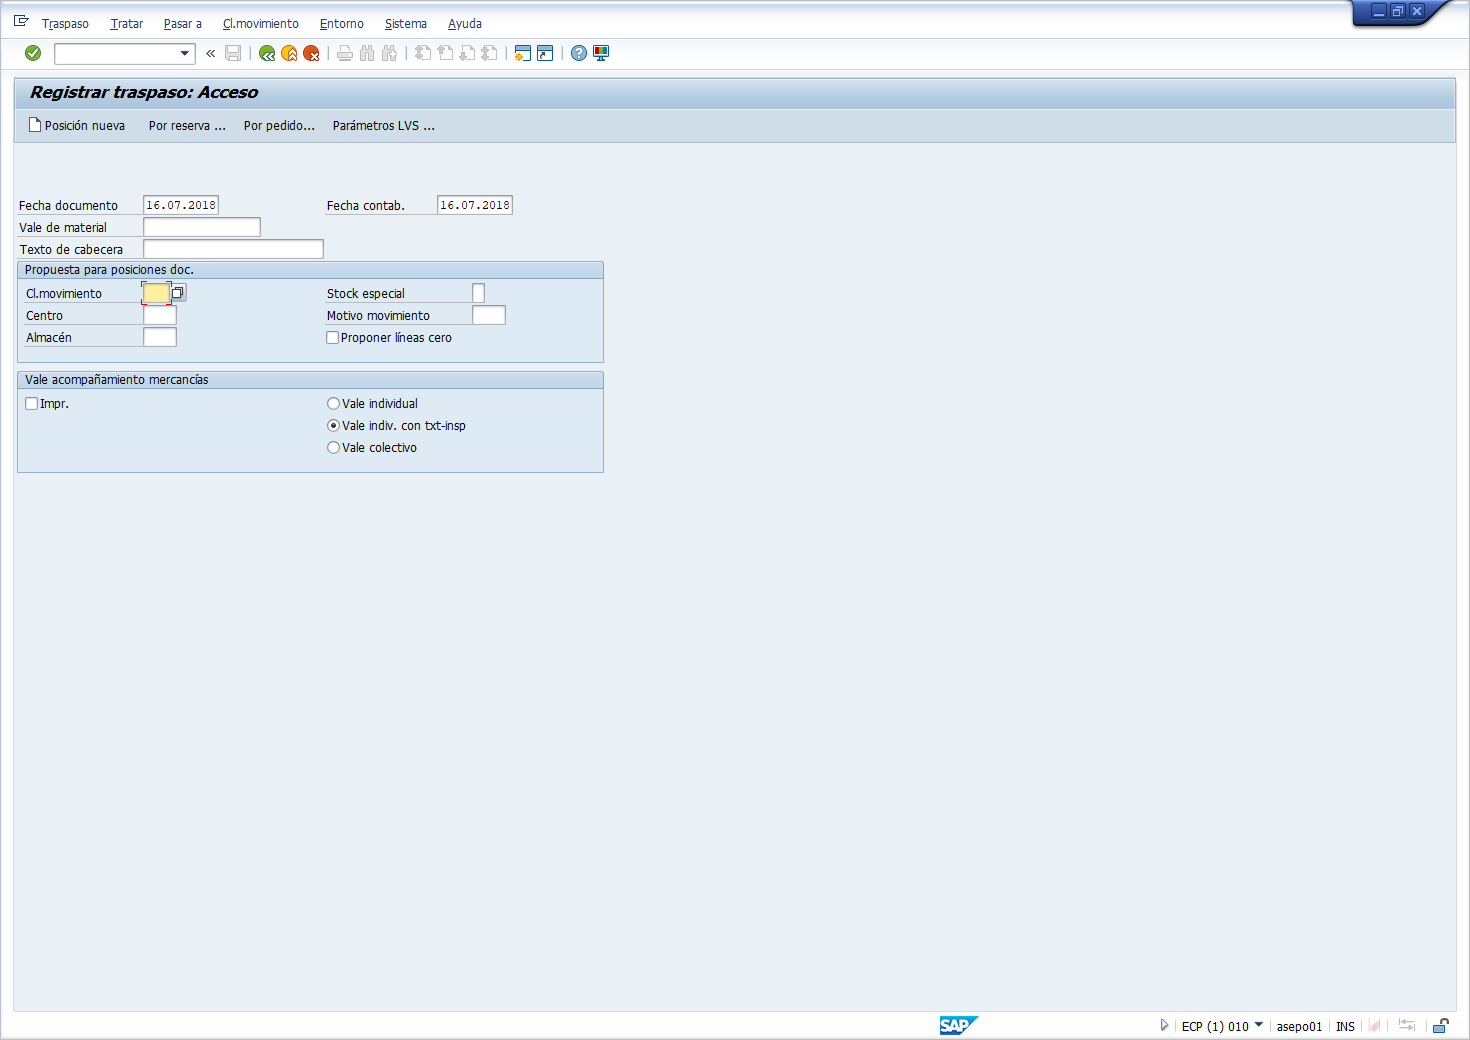 Traspaso Tratar Pasar a Cl.movimiento Entorno Sistema Ayuda
Registrar traspaso: Acceso
Posición nueva Por reserva ... Por pedido... Parámetros LVS ...
Fecha documento 16.07.2018 Fecha contab. 16.07.2018
Vale de material
Texto de cabecera
Propuesta para posiciones doc.
Cl.movimiento Stock especial
Centro Motivo movimiento
Almacén Proponer líneas cero
Vale acompañamiento mercancías
Impr. Vale individual
Vale indiv. con txt-insp
Vale colectivo
SAP ECP (1) 010 asepo01 INS